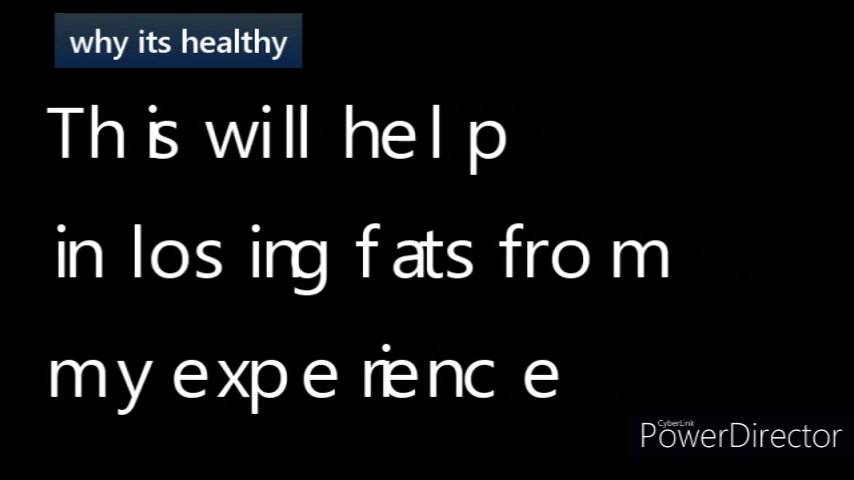 why its healthy
This will help
in losing fats from
my experience
CyberLink
PowerDirector